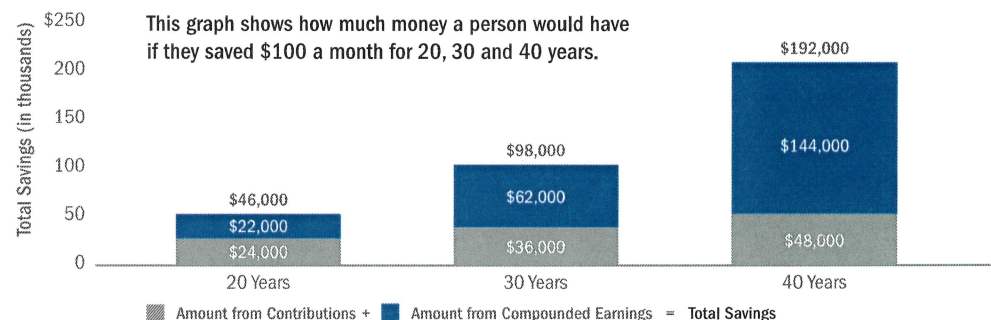 This graph shows how much money a person would have
if they saved $100 a month for 20, 30 and 40 years.
Total Savings (in thousands)
$250
200
150
100
50
0
$46,000
$22,000
$24,000
$98,000
$62,000
$36,000
$192,000
$144,000
$48,000
20 Years
30 Years
40 Years
Amount from Contributions + Amount from Compounded Earnings = Total Savings